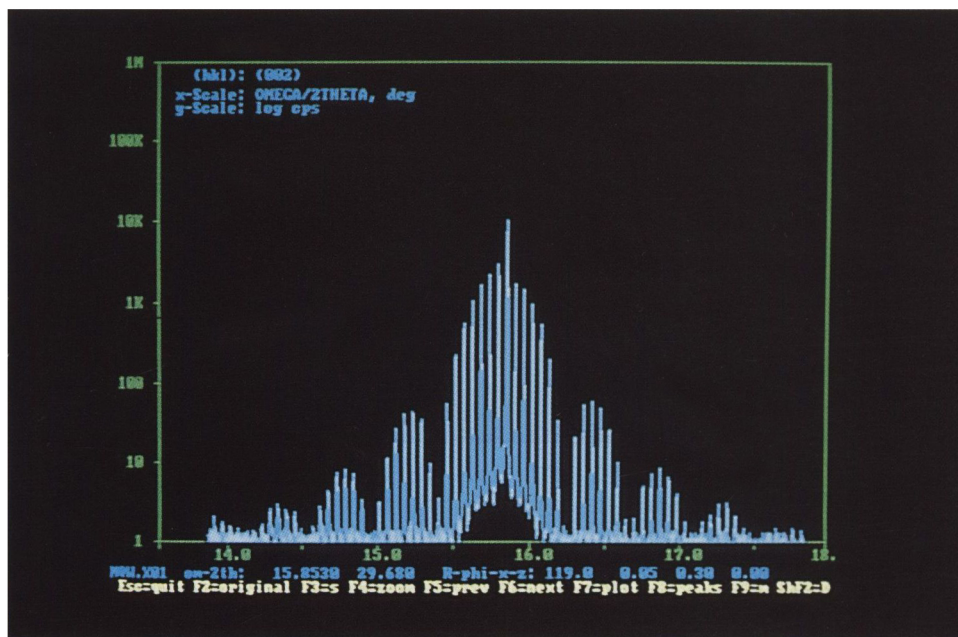 1M
(hkl): (002)
x-Scale: OMEGA/2THETA, deg
y-Scale: log cps
100K
10K
1K
100
10
1
14.0 15.0 16.0 17.0 18.
om-2th: 15.8530 29.680 R-phi-x-z: 119.0 0.05 0.30 0.00
Esc=quit F2=original F3=s F4=zoom F5=prev F6=next F7=plot F8=peaks F9=m ShF2=D